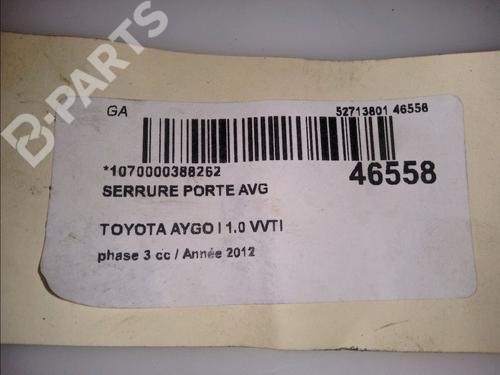 B-PARTS
GA
52713801 46558
*1070000388262
46558
SERRURE PORTE AVG
TOYOTA AYGO I 1.0 VVTI
phase 3 cc / Année 2012